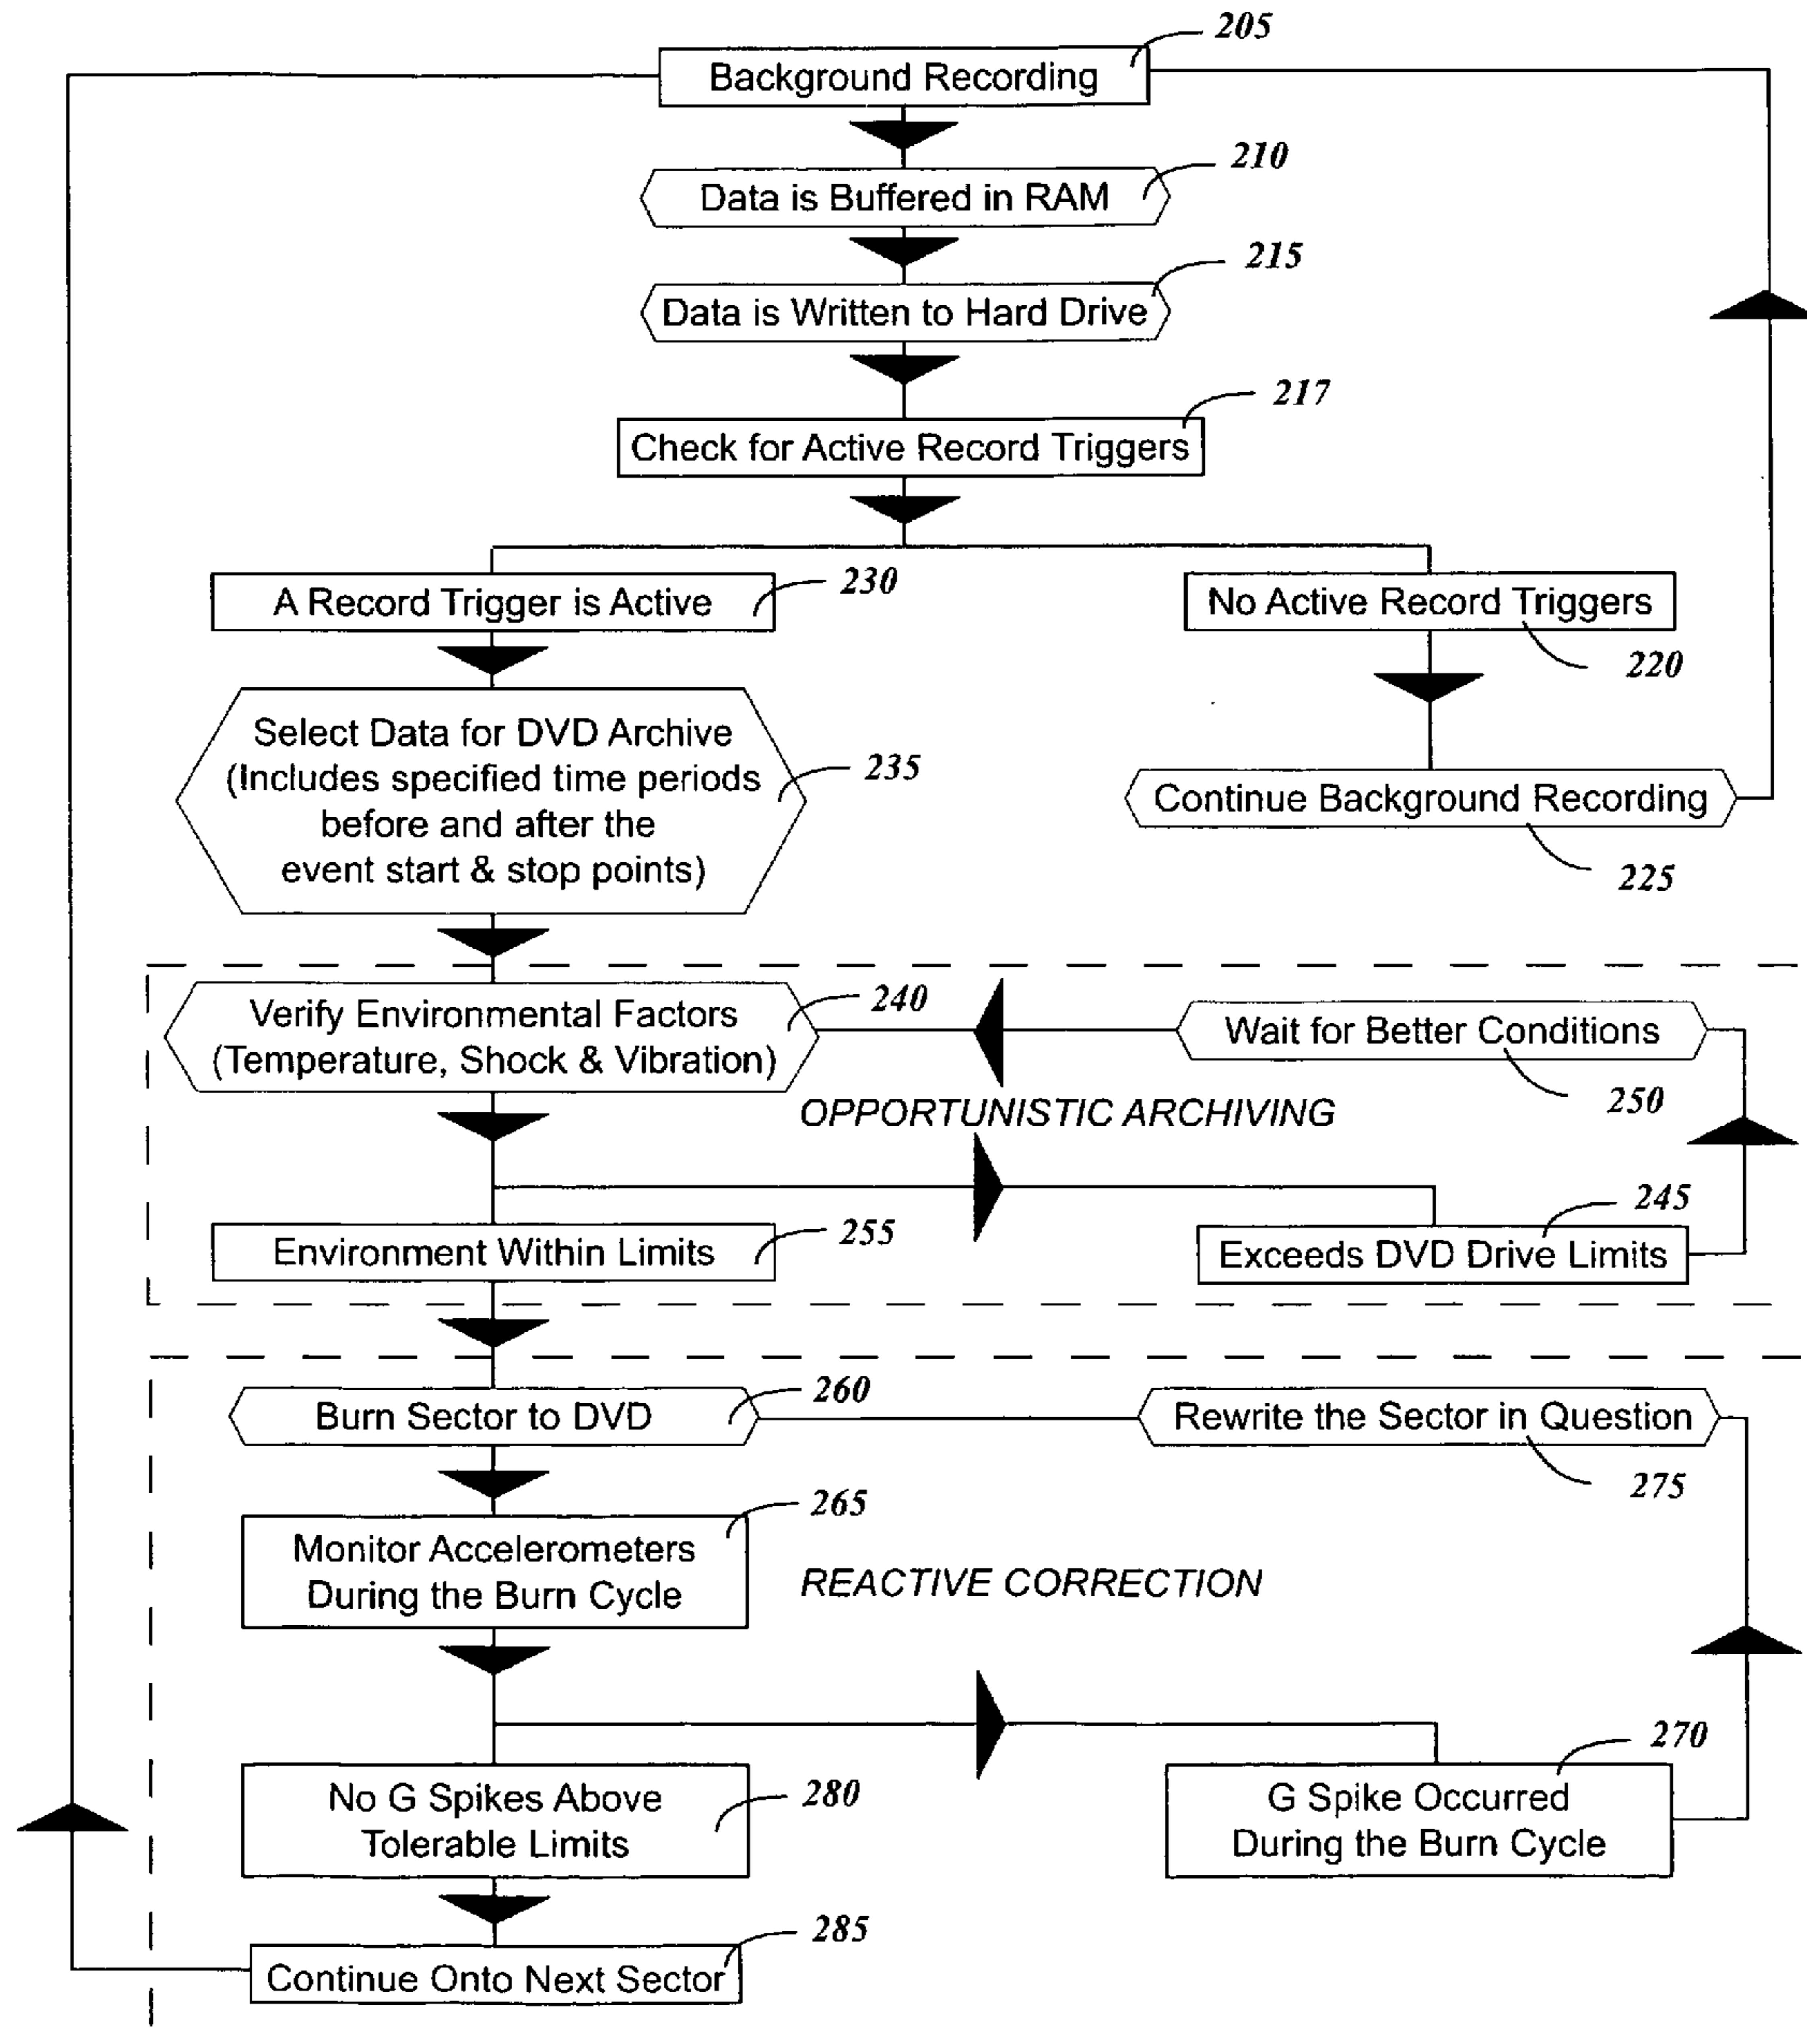 205
Background Recording
210
Data is Buffered in RAM
215
Data is Written to Hard Drive
217
Check for Active Record Triggers
A Record Trigger is Active
230
No Active Record Triggers
220
Select Data for DVD Archive
(Includes specified time periods
before and after the
event start & stop points)
235
Continue Background Recording
225
Verify Environmental Factors
(Temperature, Shock & Vibration)
240
Wait for Better Conditions
250
OPPORTUNISTIC ARCHIVING
Environment Within Limits
255
245
Exceeds DVD Drive Limits
Burn Sector to DVD
260
Rewrite the Sector in Question
275
265
Monitor Accelerometers
During the Burn Cycle
REACTIVE CORRECTION
No G Spikes Above
Tolerable Limits
280
270
G Spike Occurred
During the Burn Cycle
285
Continue Onto Next Sector